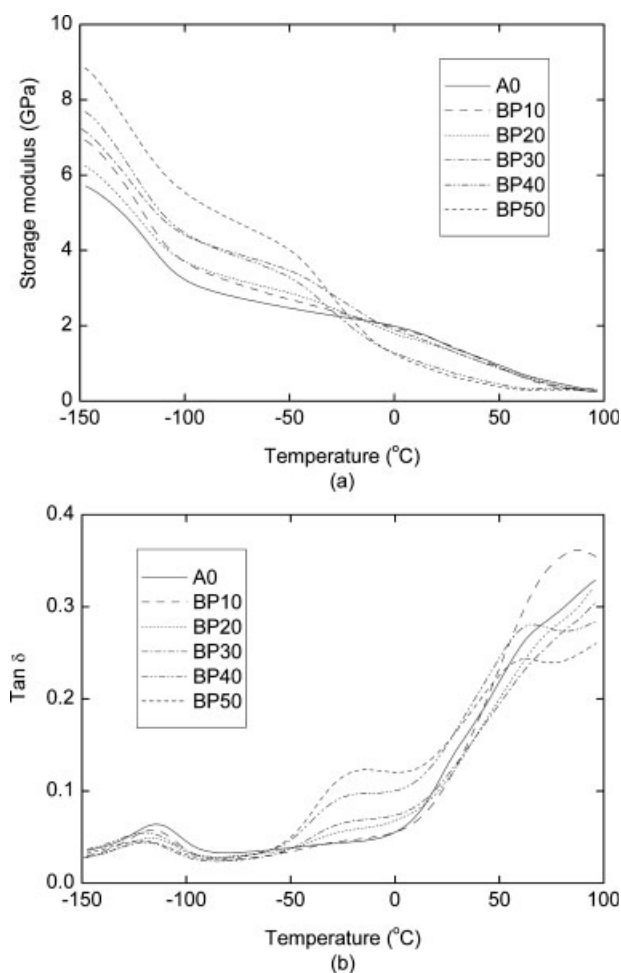 10
8
6
4
2
0
Storage modulus (GPa)
A0
BP10
BP20
BP30
BP40
BP50
-150 -100 -50 0 50 100
Temperature (°C)
(a)
0.4
0.3
0.2
0.1
0.0
Tan δ
A0
BP10
BP20
BP30
BP40
BP50
-150 -100 -50 0 50 100
Temperature (°C)
(b)